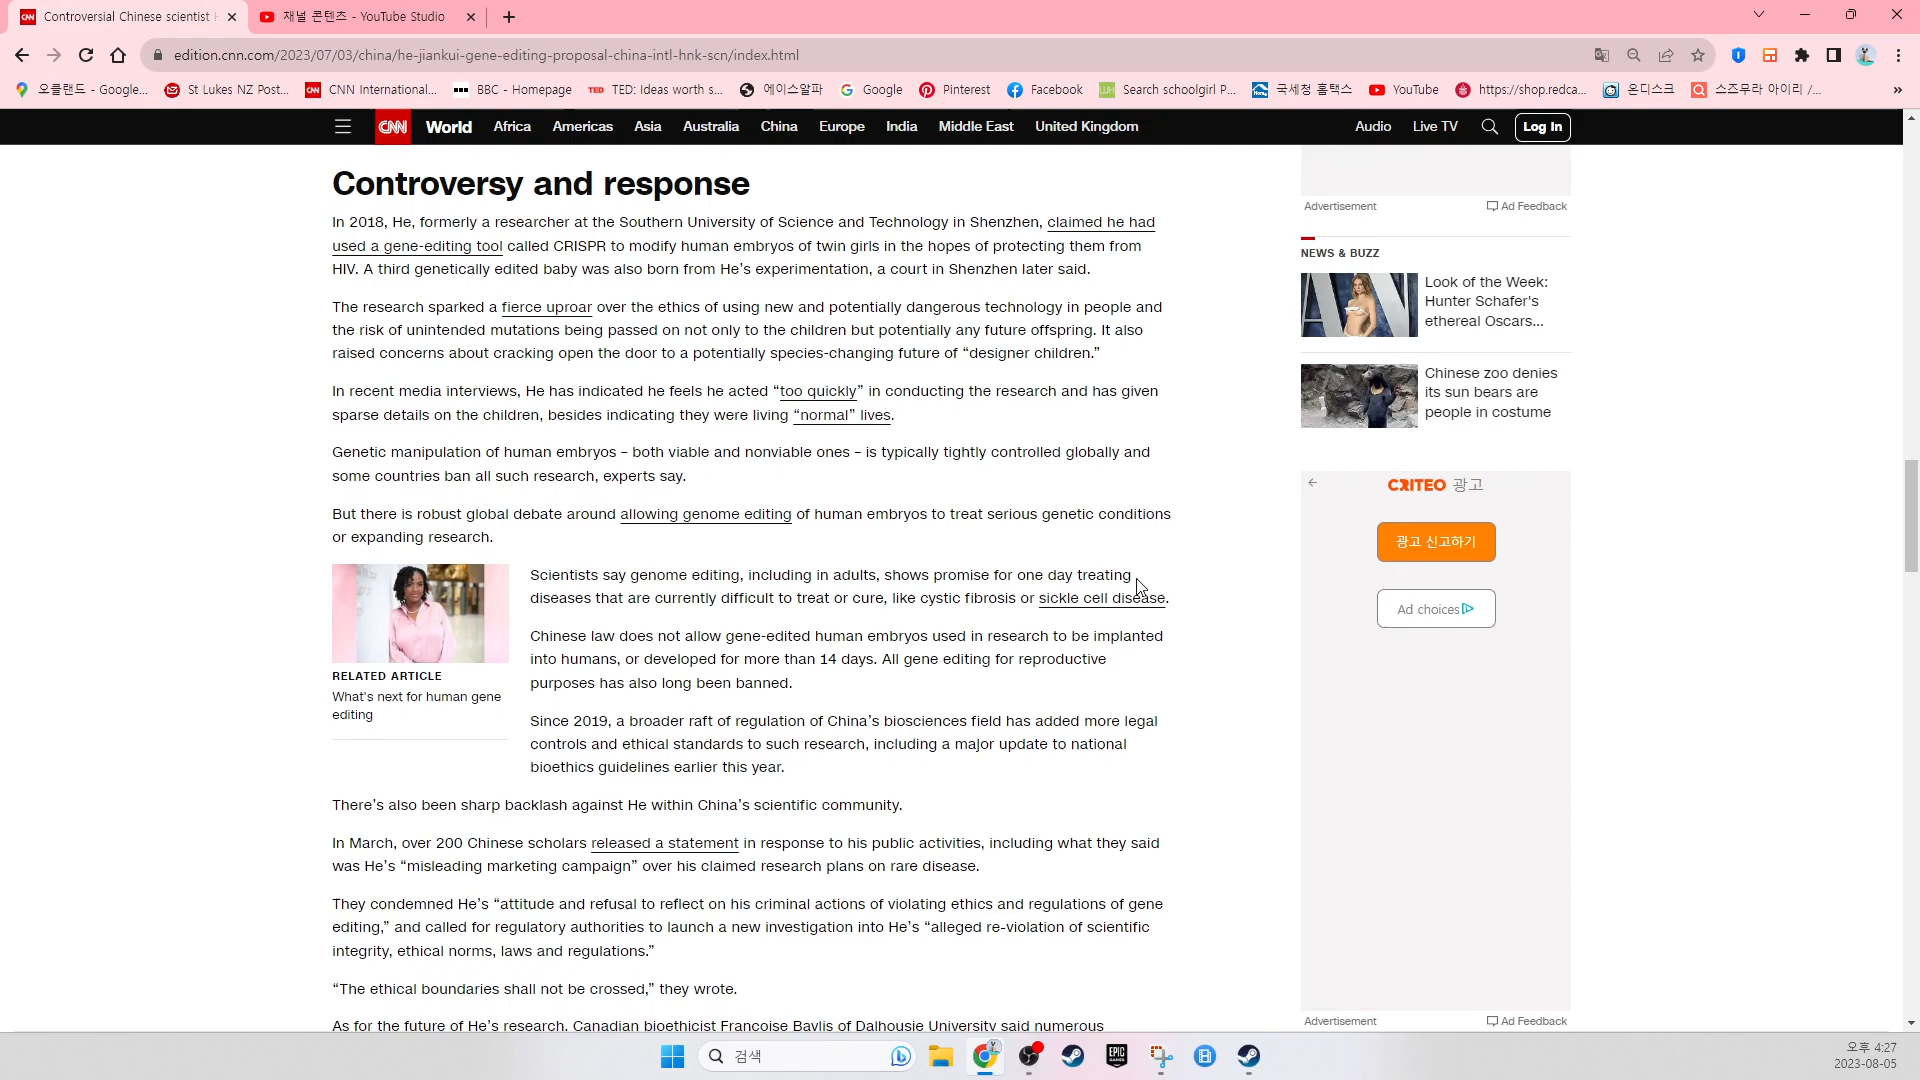 Controversial Chinese scientist H
채널 콘텐츠 - YouTube Studio
edition.cnn.com/2023/07/03/china/he-jiankui-gene-editing-proposal-china-intl-hnk-scn/index.html
오클랜드 - Google...
St Lukes NZ Post...
CNN International...
BBC - Homepage
TED: Ideas worth s...
에이스알파
Google
Pinterest
Facebook
Search schoolgirl P...
국세청 홈택스
YouTube
https://shop.redca...
온디스크
스즈무라 아이리 /...
CNN
World
Africa
Americas
Asia
Australia
China
Europe
India
Middle East
United Kingdom
Audio
Live TV
Log In
Controversy and response
In 2018, He, formerly a researcher at the Southern University of Science and Technology in Shenzhen, claimed he had
used a gene-editing tool called CRISPR to modify human embryos of twin girls in the hopes of protecting them from
HIV. A third genetically edited baby was also born from He’s experimentation, a court in Shenzhen later said.
The research sparked a fierce uproar over the ethics of using new and potentially dangerous technology in people and
the risk of unintended mutations being passed on not only to the children but potentially any future offspring. It also
raised concerns about cracking open the door to a potentially species-changing future of “designer children.”
In recent media interviews, He has indicated he feels he acted “too quickly” in conducting the research and has given
sparse details on the children, besides indicating they were living “normal” lives.
Genetic manipulation of human embryos – both viable and nonviable ones – is typically tightly controlled globally and
some countries ban all such research, experts say.
But there is robust global debate around allowing genome editing of human embryos to treat serious genetic conditions
or expanding research.
RELATED ARTICLE
What's next for human gene
editing
Scientists say genome editing, including in adults, shows promise for one day treating
diseases that are currently difficult to treat or cure, like cystic fibrosis or sickle cell disease.
Chinese law does not allow gene-edited human embryos used in research to be implanted
into humans, or developed for more than 14 days. All gene editing for reproductive
purposes has also long been banned.
Since 2019, a broader raft of regulation of China’s biosciences field has added more legal
controls and ethical standards to such research, including a major update to national
bioethics guidelines earlier this year.
There’s also been sharp backlash against He within China’s scientific community.
In March, over 200 Chinese scholars released a statement in response to his public activities, including what they said
was He’s “misleading marketing campaign” over his claimed research plans on rare disease.
They condemned He’s “attitude and refusal to reflect on his criminal actions of violating ethics and regulations of gene
editing,” and called for regulatory authorities to launch a new investigation into He’s “alleged re-violation of scientific
integrity, ethical norms, laws and regulations.”
“The ethical boundaries shall not be crossed,” they wrote.
As for the future of He’s research, Canadian bioethicist Francoise Baylis of Dalhousie University said numerous
Advertisement
Ad Feedback
NEWS & BUZZ
Look of the Week:
Hunter Schafer's
ethereal Oscars...
Chinese zoo denies
its sun bears are
people in costume
CRITEO 광고
광고 신고하기
Ad choices
Advertisement
Ad Feedback
검색
EPIC
GAMES
오후 4:27
2023-08-05